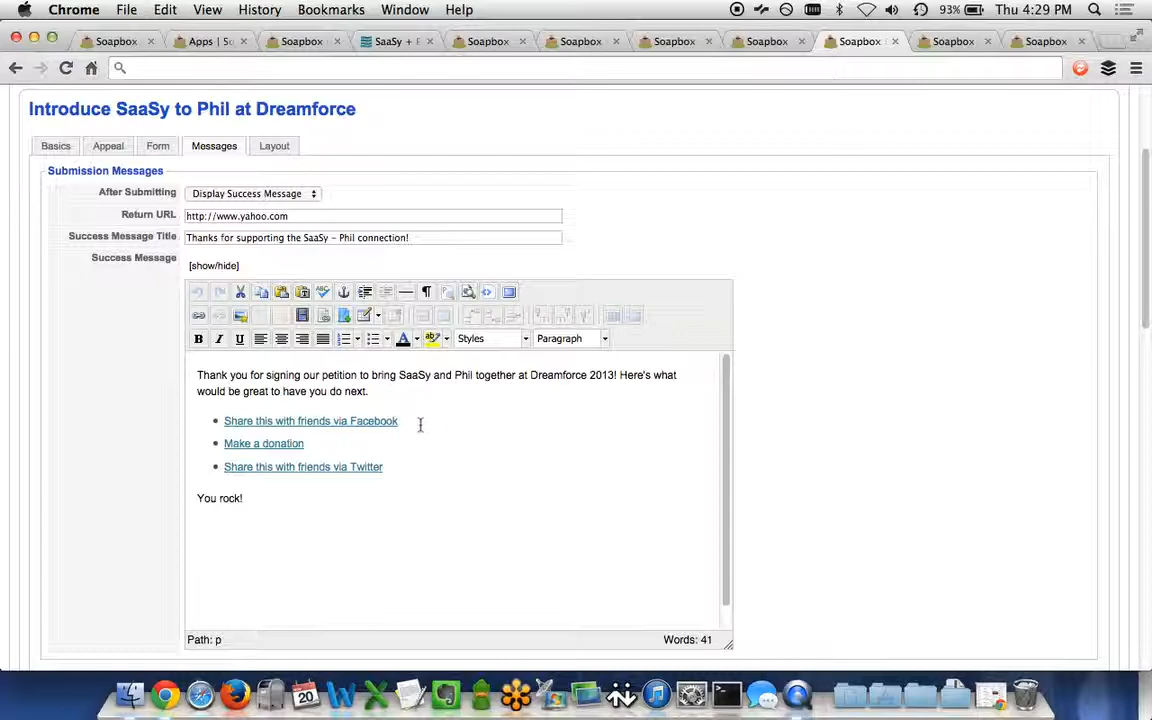 Chrome File Edit View History Bookmarks Window Help 93% Thu 4:29 PM
Soapbox Apps | So Soapbox SaaSy + F Soapbox Soapbox Soapbox Soapbox Soapbox Soapbox Soapbox
Introduce SaaSy to Phil at Dreamforce
Basics Appeal Form Messages Layout
Submission Messages
After Submitting Display Success Message
Return URL http://www.yahoo.com
Success Message Title Thanks for supporting the SaaSy - Phil connection!
Success Message [show/hide]
ABC
B I U A ab Styles Paragraph
Thank you for signing our petition to bring SaaSy and Phil together at Dreamforce 2013! Here's what
would be great to have you do next.
Share this with friends via Facebook
Make a donation
Share this with friends via Twitter
You rock!
Path: p Words: 41
20